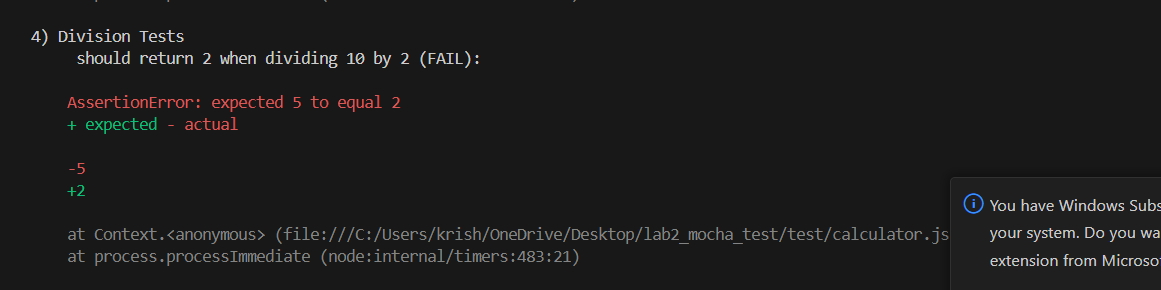 4) Division Tests
should return 2 when dividing 10 by 2 (FAIL):
AssertionError: expected 5 to equal 2
+ expected - actual
-5
+2
at Context.<anonymous> (file:///C:/Users/krish/OneDrive/Desktop/lab2_mocha_test/test/calculator.js
at process.processImmediate (node:internal/timers:483:21)
You have Windows Subs
your system. Do you wa
extension from Microsof